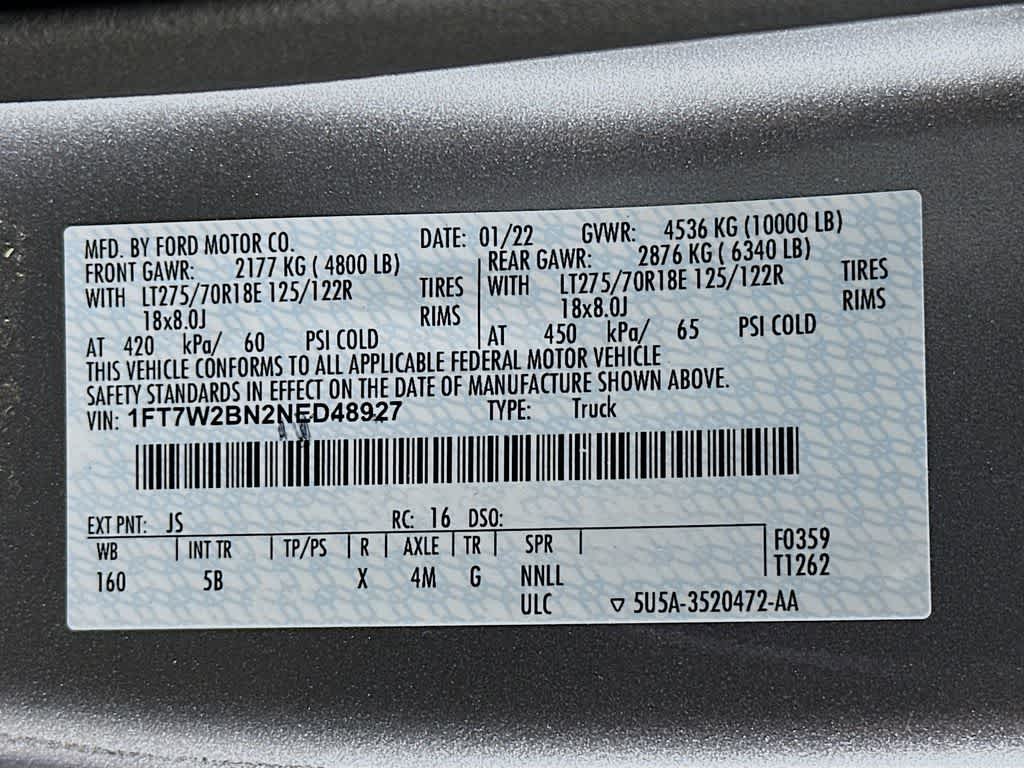 MFD. BY FORD MOTOR CO. DATE: 01/22 GVWR: 4536 KG (10000 LB)
FRONT GAWR: 2177 KG ( 4800 LB) REAR GAWR: 2876 KG ( 6340 LB)
WITH LT275/70R18E 125/122R TIRES WITH LT275/70R18E 125/122R TIRES
18x8.0J RIMS 18x8.0J RIMS
AT 420 kPa/ 60 PSI COLD AT 450 kPa/ 65 PSI COLD
THIS VEHICLE CONFORMS TO ALL APPLICABLE FEDERAL MOTOR VEHICLE
SAFETY STANDARDS IN EFFECT ON THE DATE OF MANUFACTURE SHOWN ABOVE.
VIN: 1FT7W2BN2NED48927 TYPE: Truck
EXT PNT: JS RC: 16 DSO:
WB INT TR TP/PS R AXLE TR SPR F0359
160 5B X 4M G NNLL T1262
ULC ▽ 5U5A-3520472-AA